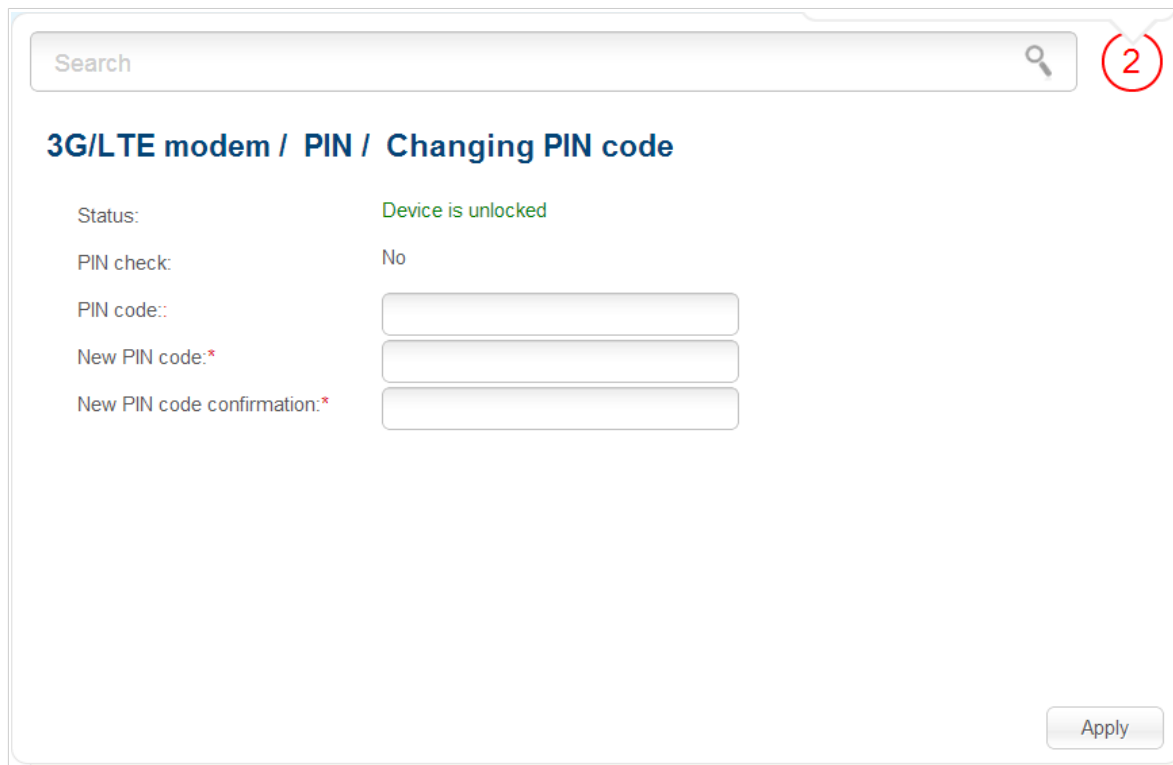 Search
2
3G/LTE modem / PIN / Changing PIN code
Status: Device is unlocked
PIN check: No
PIN code::
New PIN code:*
New PIN code confirmation:*
Apply